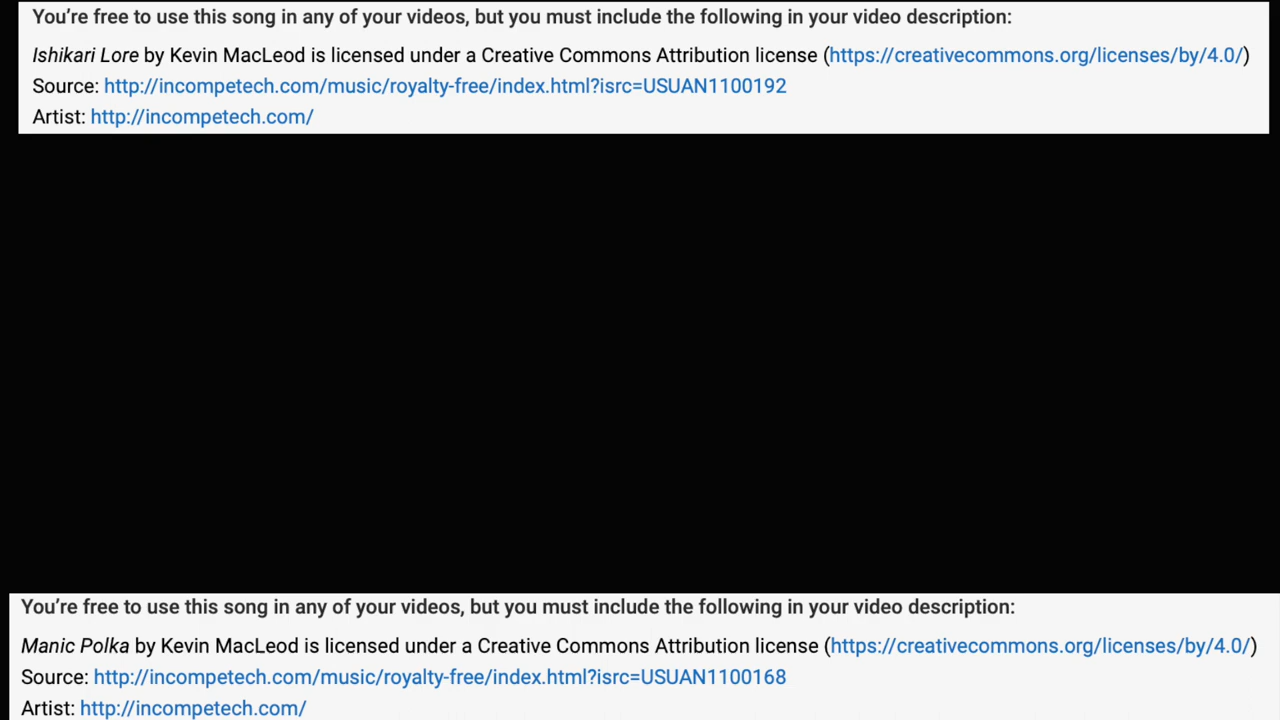 You’re free to use this song in any of your videos, but you must include the following in your video description:
Ishikari Lore by Kevin MacLeod is licensed under a Creative Commons Attribution license (https://creativecommons.org/licenses/by/4.0/)
Source: http://incompetech.com/music/royalty-free/index.html?isrc=USUAN1100192
Artist: http://incompetech.com/
You’re free to use this song in any of your videos, but you must include the following in your video description:
Manic Polka by Kevin MacLeod is licensed under a Creative Commons Attribution license (https://creativecommons.org/licenses/by/4.0/)
Source: http://incompetech.com/music/royalty-free/index.html?isrc=USUAN1100168
Artist: http://incompetech.com/